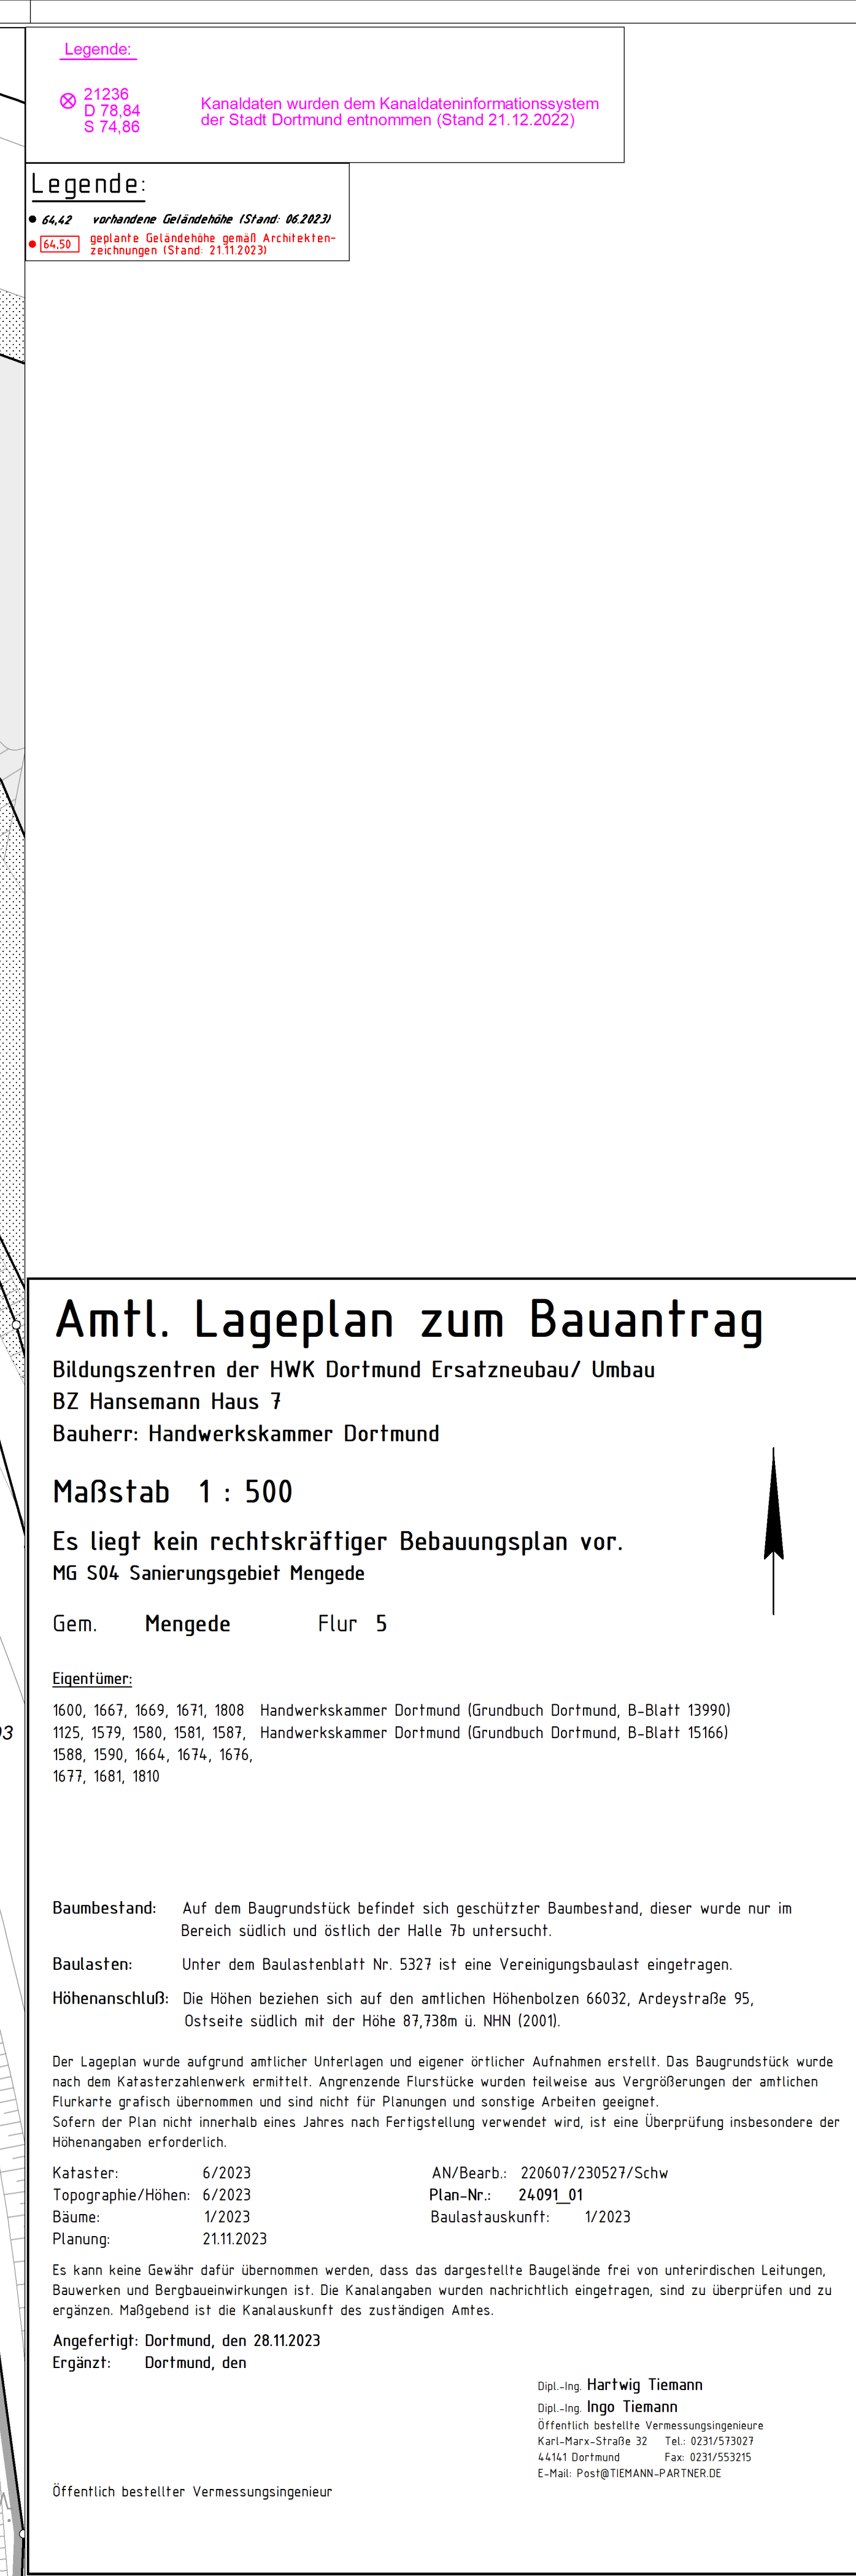 Legende:
21236
D 78,84
S 74,86
Kanaldaten wurden dem Kanaldateninformationssystem
der Stadt Dortmund entnommen (Stand 21.12.2022)
Legende:
64,42 vorhandene Geländehöhe (Stand: 06.2023)
64,50 geplante Geländehöhe gemäß Architekten-
zeichnungen (Stand: 21.11.2023)
Amtl. Lageplan zum Bauantrag
Bildungszentren der HWK Dortmund Ersatzneubau/ Umbau
BZ Hansemann Haus 7
Bauherr: Handwerkskammer Dortmund
Maßstab 1 : 500
Es liegt kein rechtskräftiger Bebauungsplan vor.
MG S04 Sanierungsgebiet Mengede
Gem. Mengede Flur 5
Eigentümer:
1600, 1667, 1669, 1671, 1808 Handwerkskammer Dortmund (Grundbuch Dortmund, B-Blatt 13990)
1125, 1579, 1580, 1581, 1587, Handwerkskammer Dortmund (Grundbuch Dortmund, B-Blatt 15166)
1588, 1590, 1664, 1674, 1676,
1677, 1681, 1810
Baumbestand: Auf dem Baugrundstück befindet sich geschützter Baumbestand, dieser wurde nur im
Bereich südlich und östlich der Halle 7b untersucht.
Baulasten: Unter dem Baulastenblatt Nr. 5327 ist eine Vereinigungsbaulast eingetragen.
Höhenanschluß: Die Höhen beziehen sich auf den amtlichen Höhenbolzen 66032, Ardeystraße 95,
Ostseite südlich mit der Höhe 87,738m ü. NHN (2001).
Der Lageplan wurde aufgrund amtlicher Unterlagen und eigener örtlicher Aufnahmen erstellt. Das Baugrundstück wurde
nach dem Katasterzahlenwerk ermittelt. Angrenzende Flurstücke wurden teilweise aus Vergrößerungen der amtlichen
Flurkarte grafisch übernommen und sind nicht für Planungen und sonstige Arbeiten geeignet.
Sofern der Plan nicht innerhalb eines Jahres nach Fertigstellung verwendet wird, ist eine Überprüfung insbesondere der
Höhenangaben erforderlich.
Kataster: 6/2023 AN/Bearb.: 220607/230527/Schw
Topographie/Höhen: 6/2023 Plan-Nr.: 24091_01
Bäume: 1/2023 Baulastauskunft: 1/2023
Planung: 21.11.2023
Es kann keine Gewähr dafür übernommen werden, dass das dargestellte Baugelände frei von unterirdischen Leitungen,
Bauwerken und Bergbaueinwirkungen ist. Die Kanalangaben wurden nachrichtlich eingetragen, sind zu überprüfen und zu
ergänzen. Maßgebend ist die Kanalauskunft des zuständigen Amtes.
Angefertigt: Dortmund, den 28.11.2023
Ergänzt: Dortmund, den
Dipl.-Ing. Hartwig Tiemann
Dipl.-Ing. Ingo Tiemann
Öffentlich bestellte Vermessungsingenieure
Karl-Marx-Straße 32 Tel.: 0231/573027
44141 Dortmund Fax: 0231/553215
E-Mail: Post@TIEMANN-PARTNER.DE
Öffentlich bestellter Vermessungsingenieur